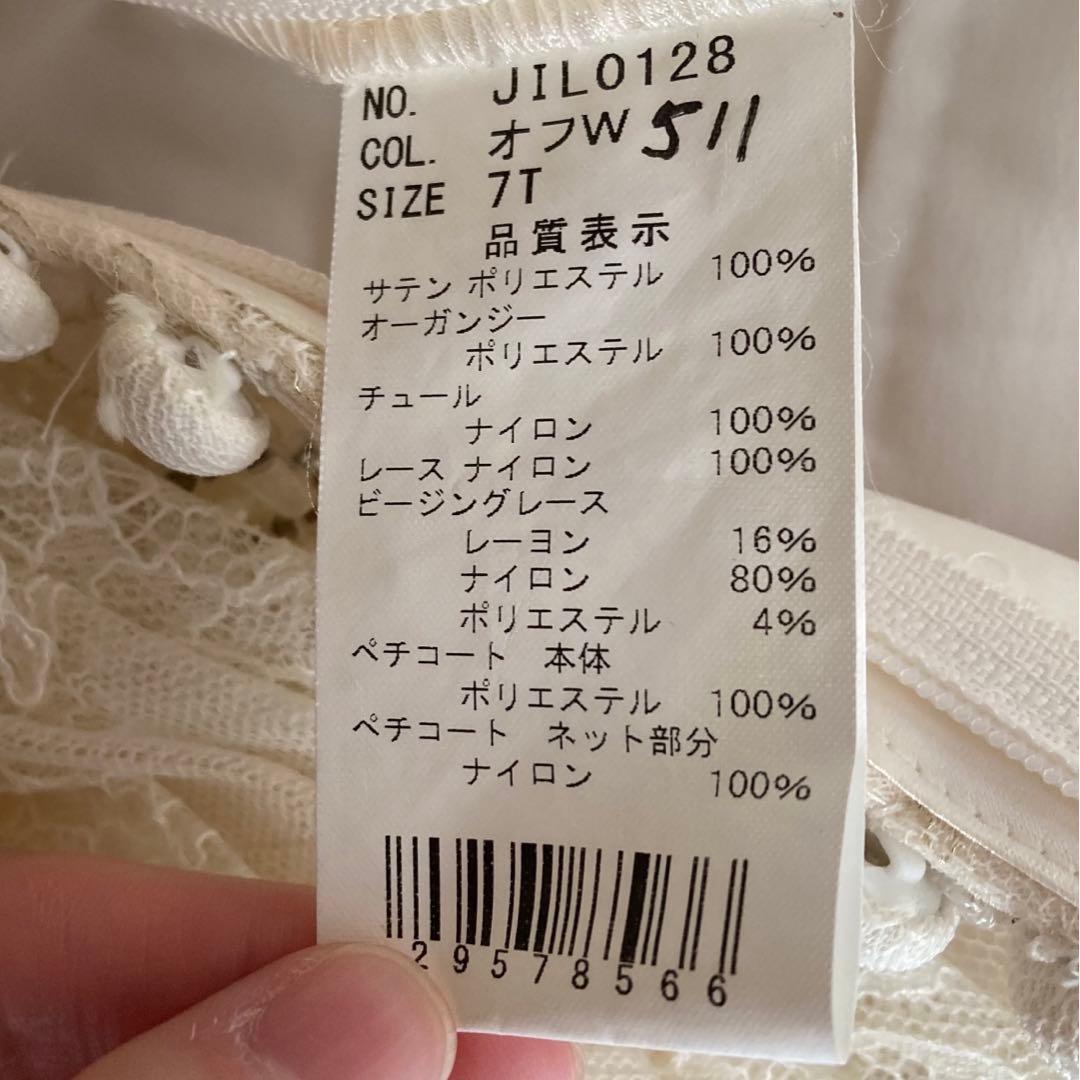 NO. JIL0128
COL. オフW 511
SIZE 7T
品質表示
サテン ポリエステル 100%
オーガンジー
ポリエステル 100%
チュール
ナイロン 100%
レース ナイロン 100%
ビージングレース
レーヨン 16%
ナイロン 80%
ポリエステル 4%
ペチコート 本体
ポリエステル 100%
ペチコート ネット部分
ナイロン 100%
29578566